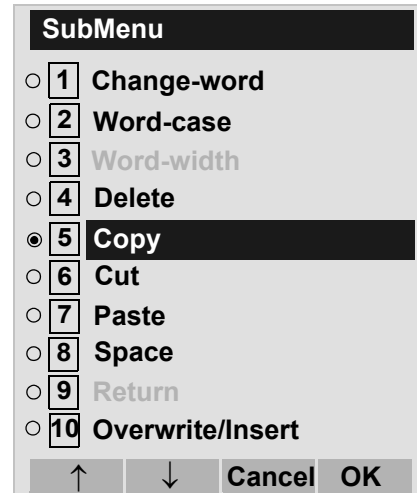 SubMenu
1 Change-word
2 Word-case
3 Word-width
4 Delete
5 Copy
6 Cut
7 Paste
8 Space
9 Return
10 Overwrite/Insert
↑ ↓ Cancel OK